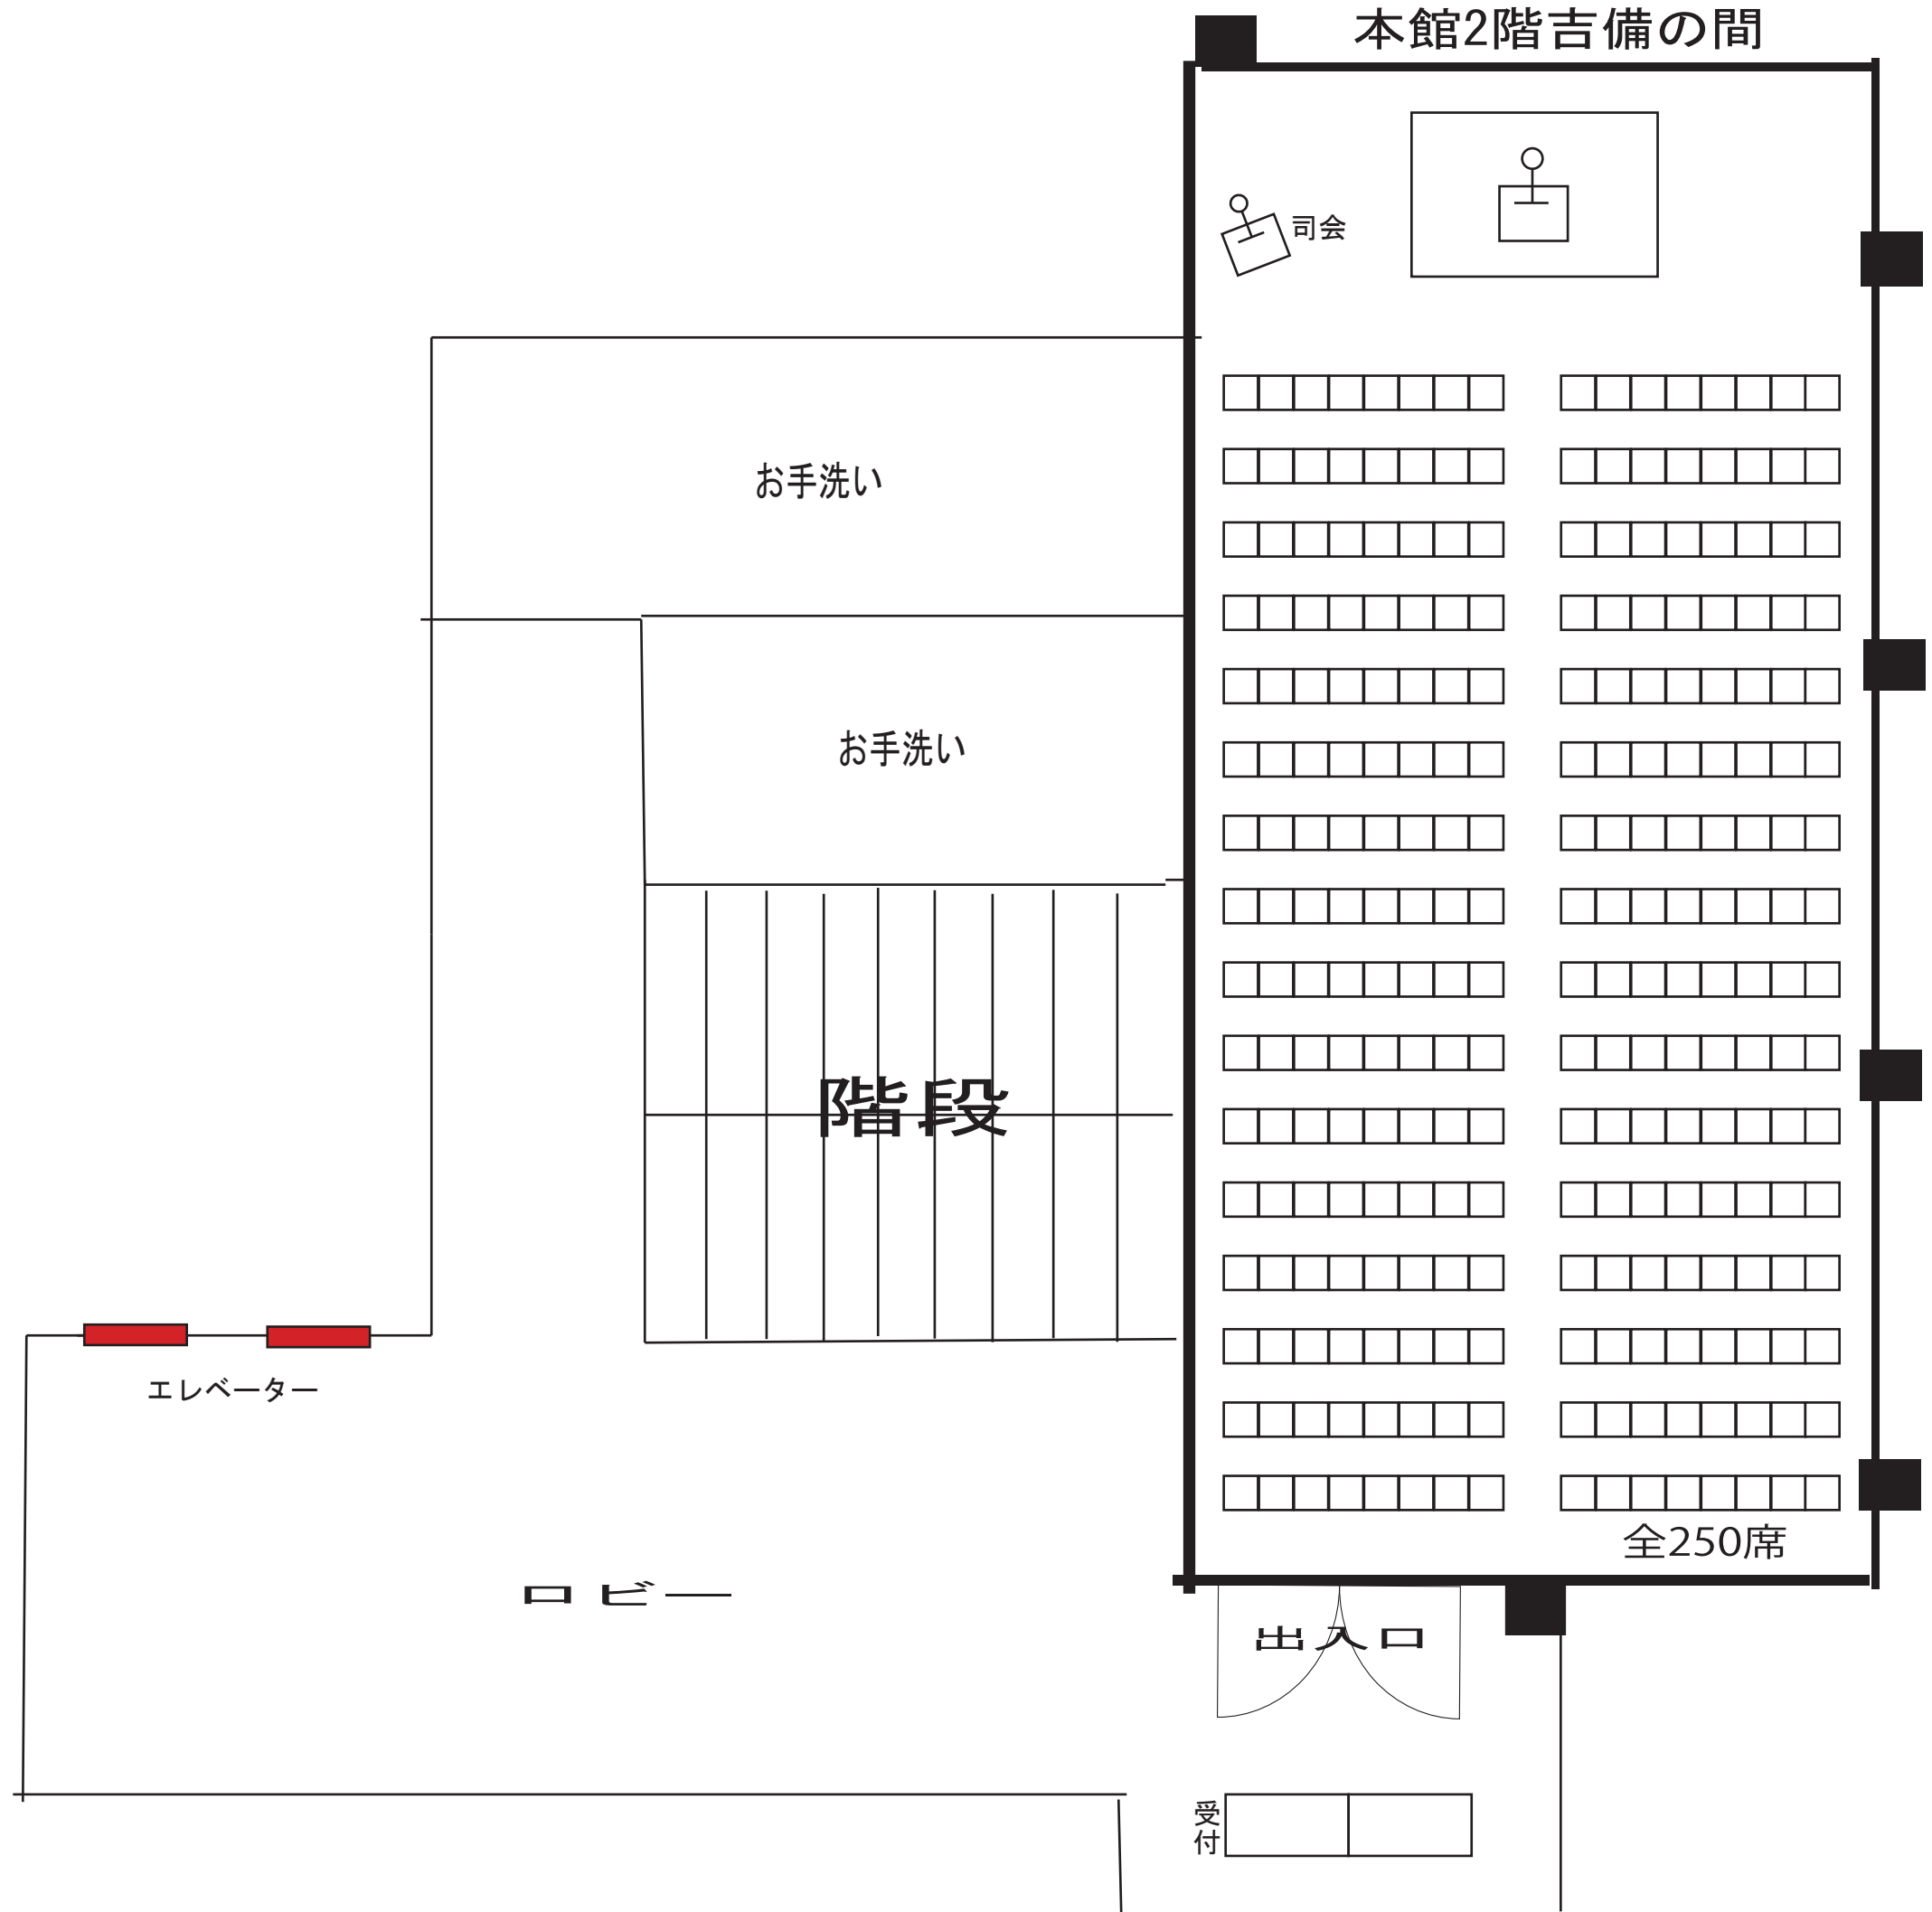 本館2階吉備の間
司会
お手洗い
お手洗い
階段
エレベーター
全250席
ロビー
出入口
受付